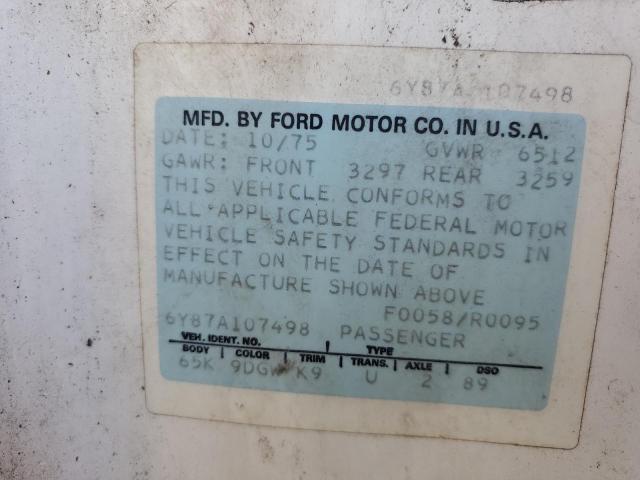 6Y87A107498
MFD. BY FORD MOTOR CO. IN U.S.A.
DATE: 10/75 GVWR 6512
GAWR: FRONT 3297 REAR 3259
THIS VEHICLE CONFORMS TO
ALL APPLICABLE FEDERAL MOTOR
VEHICLE SAFETY STANDARDS IN
EFFECT ON THE DATE OF
MANUFACTURE SHOWN ABOVE
F0058/R0095
6Y87A107498 PASSENGER
VEH. IDENT. NO. TYPE
BODY COLOR TRIM TRANS. AXLE DSO
65K 9DGW K9 U 2 89